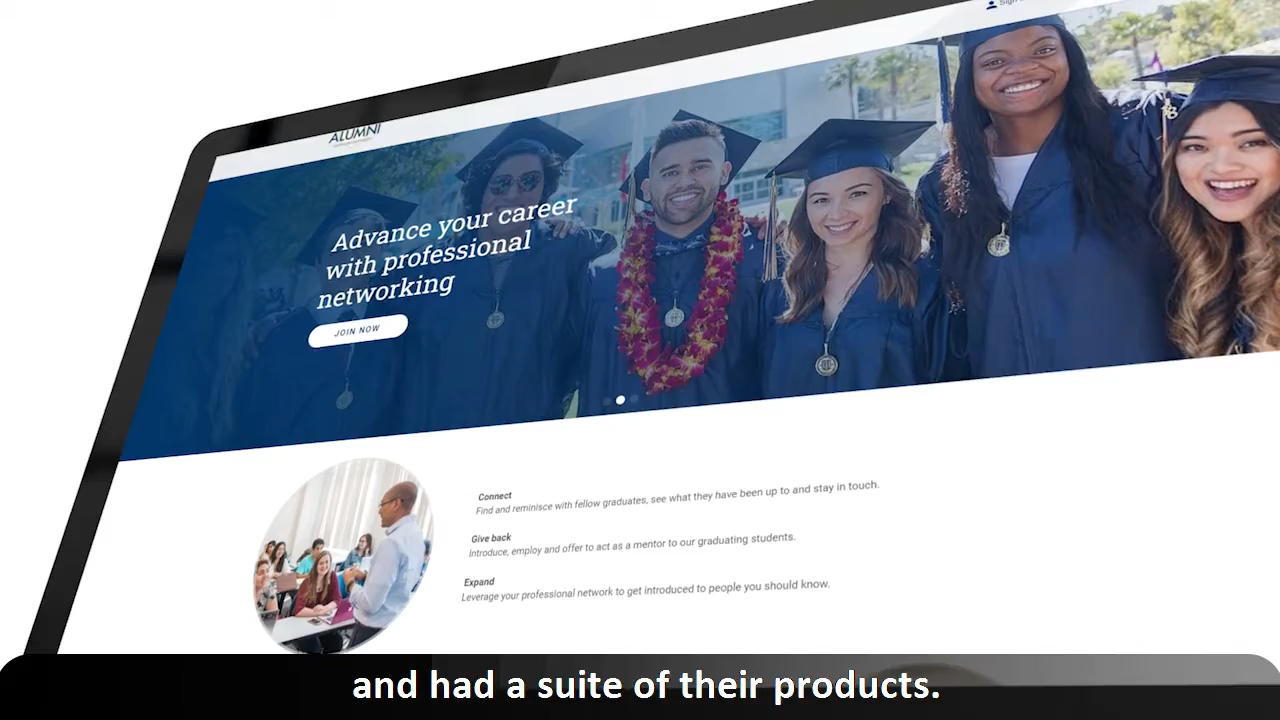 ALUMNI
Advance your career
with professional
networking
JOIN NOW
Connect
Find and reminisce with fellow graduates, see what they have been up to and stay in touch.
Give back
Introduce, employ and offer to act as a mentor to our graduating students.
Expand
Leverage your professional network to get introduced to people you should know.
and had a suite of their products.